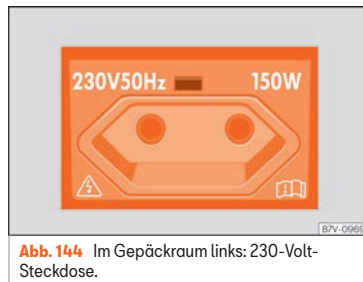 230V50Hz 150W
B7V-0969
Abb. 144 Im Gepäckraum links: 230-Volt-
Steckdose.